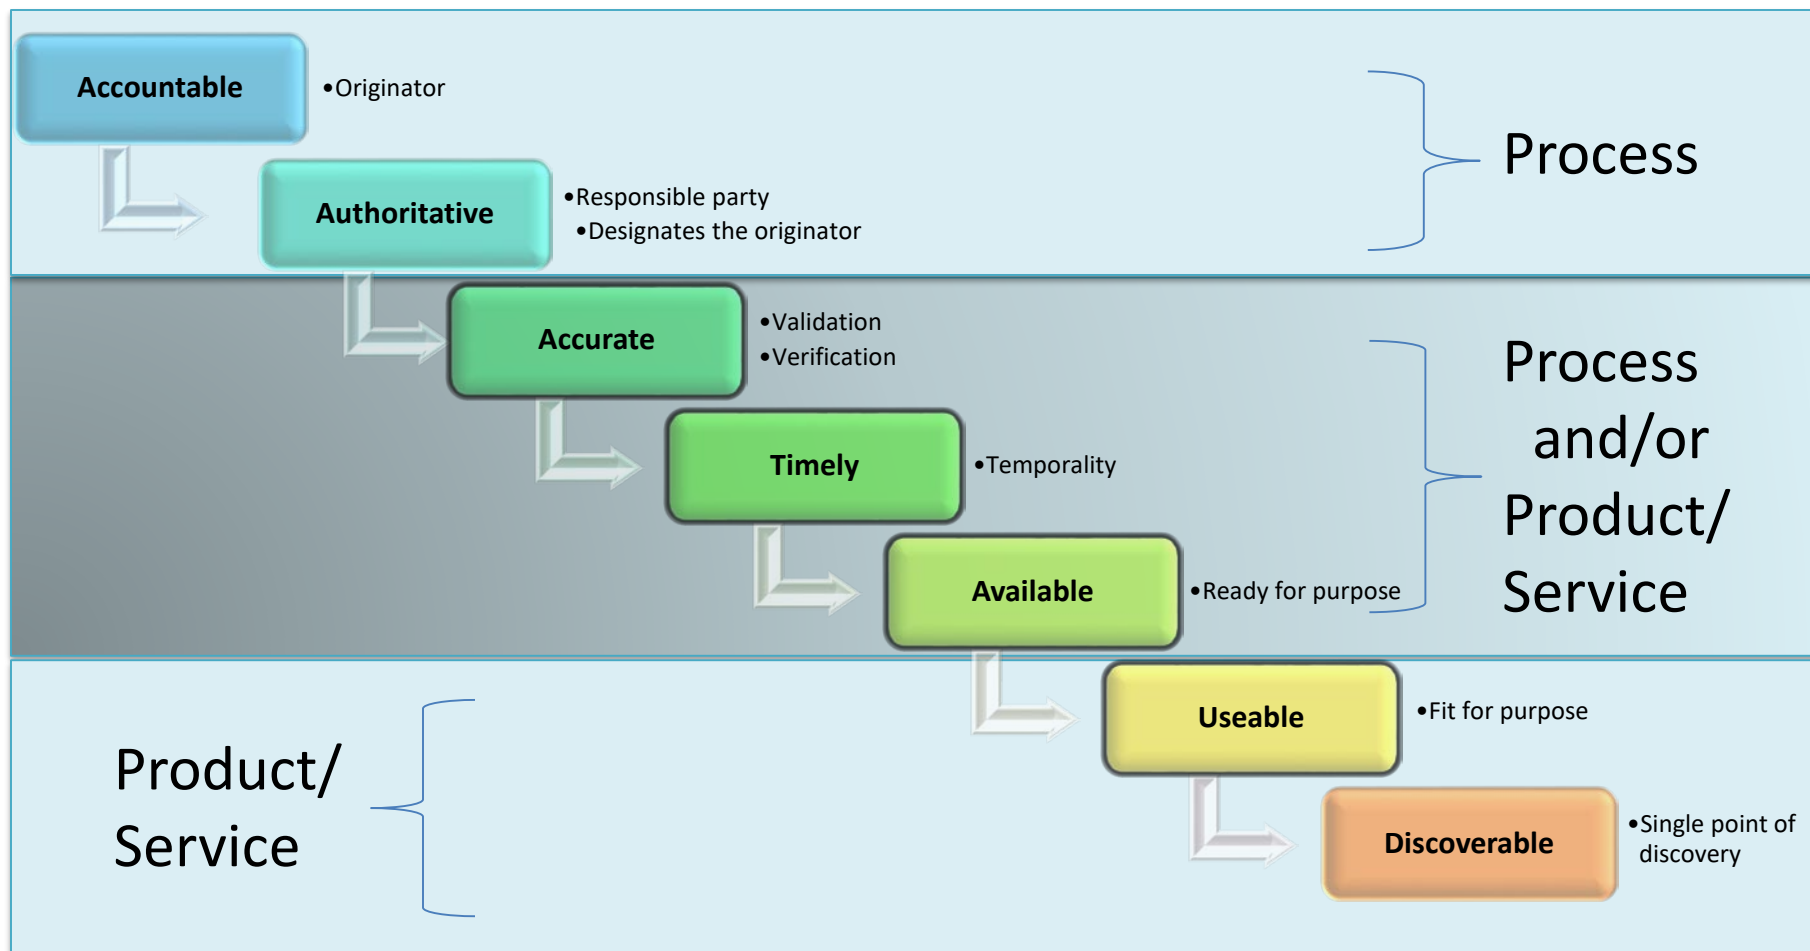 Accountable
•Originator
Process
Authoritative
•Responsible party
•Designates the originator
Accurate
•Validation
•Verification
Process
and/or
Product/
Service
Timely
•Temporality
Available
•Ready for purpose
Useable
•Fit for purpose
Product/
Service
Discoverable
•Single point of
discovery